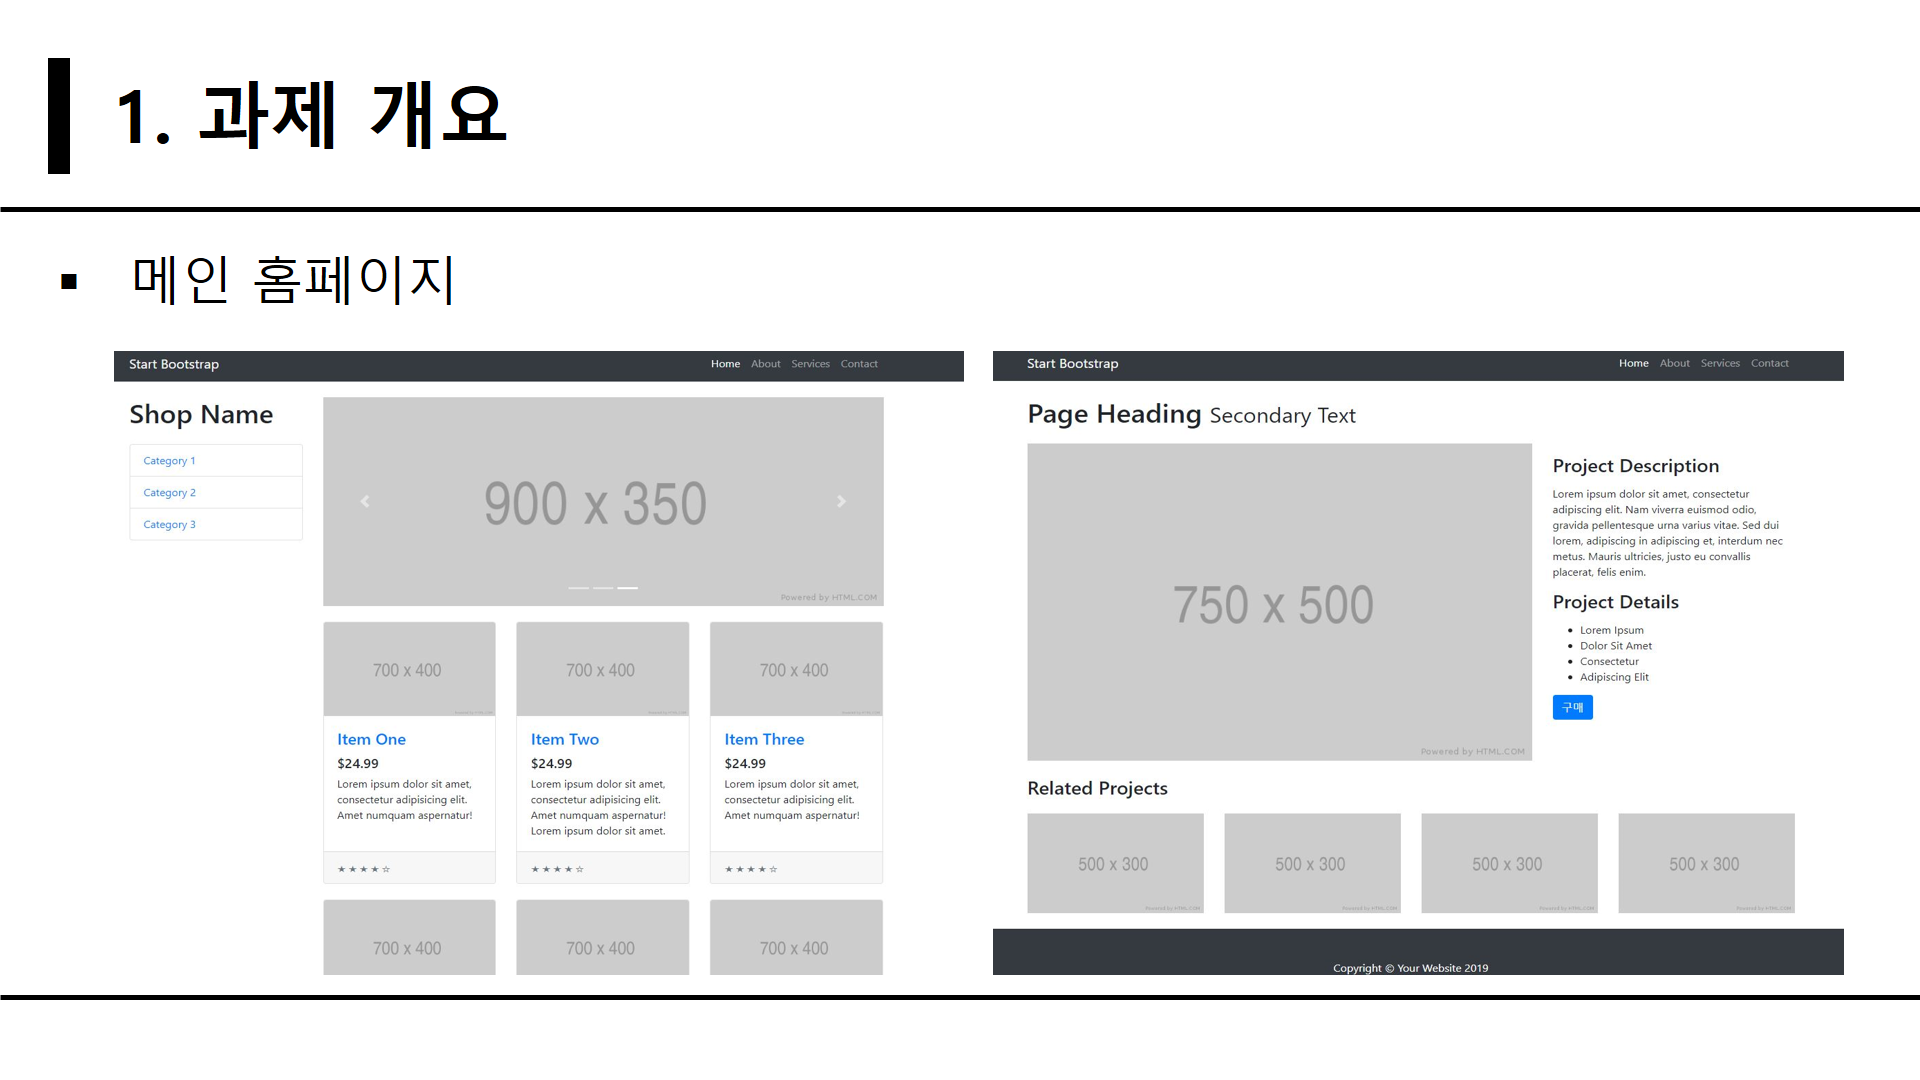 1. 과제 개요
▪ 메인 홈페이지
Start Bootstrap
Home About Services Contact
Shop Name
Category 1
Category 2
Category 3
900 x 350
Powered by HTML.COM
700 x 400
700 x 400
700 x 400
Item One
$24.99
Lorem ipsum dolor sit amet,
consectetur adipisicing elit.
Amet numquam aspernatur!
★ ★ ★ ★ ☆
Item Two
$24.99
Lorem ipsum dolor sit amet,
consectetur adipisicing elit.
Amet numquam aspernatur!
Lorem ipsum dolor sit amet.
★ ★ ★ ★ ☆
Item Three
$24.99
Lorem ipsum dolor sit amet,
consectetur adipisicing elit.
Amet numquam aspernatur!
★ ★ ★ ★ ☆
700 x 400
700 x 400
700 x 400
Start Bootstrap
Home About Services Contact
Page Heading Secondary Text
750 x 500
Powered by HTML.COM
Project Description
Lorem ipsum dolor sit amet, consectetur
adipiscing elit. Nam viverra euismod odio,
gravida pellentesque urna varius vitae. Sed dui
lorem, adipiscing in adipiscing et, interdum nec
metus. Mauris ultricies, justo eu convallis
placerat, felis enim.
Project Details
• Lorem Ipsum
• Dolor Sit Amet
• Consectetur
• Adipiscing Elit
구매
Related Projects
500 x 300
500 x 300
500 x 300
500 x 300
Copyright © Your Website 2019